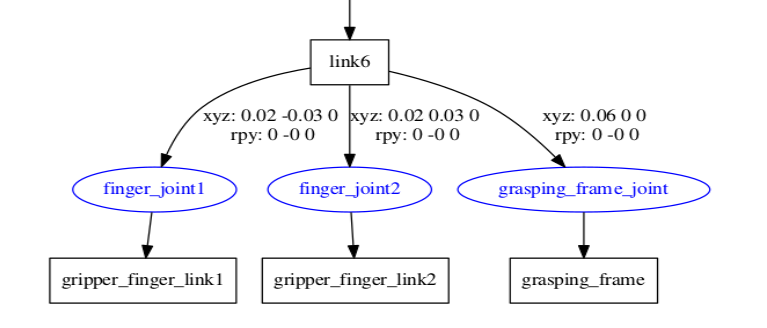 link6
xyz: 0.02 -0.03 0
rpy: 0 -0 0
xyz: 0.02 0.03 0
rpy: 0 -0 0
xyz: 0.06 0 0
rpy: 0 -0 0
finger_joint1
finger_joint2
grasping_frame_joint
gripper_finger_link1
gripper_finger_link2
grasping_frame